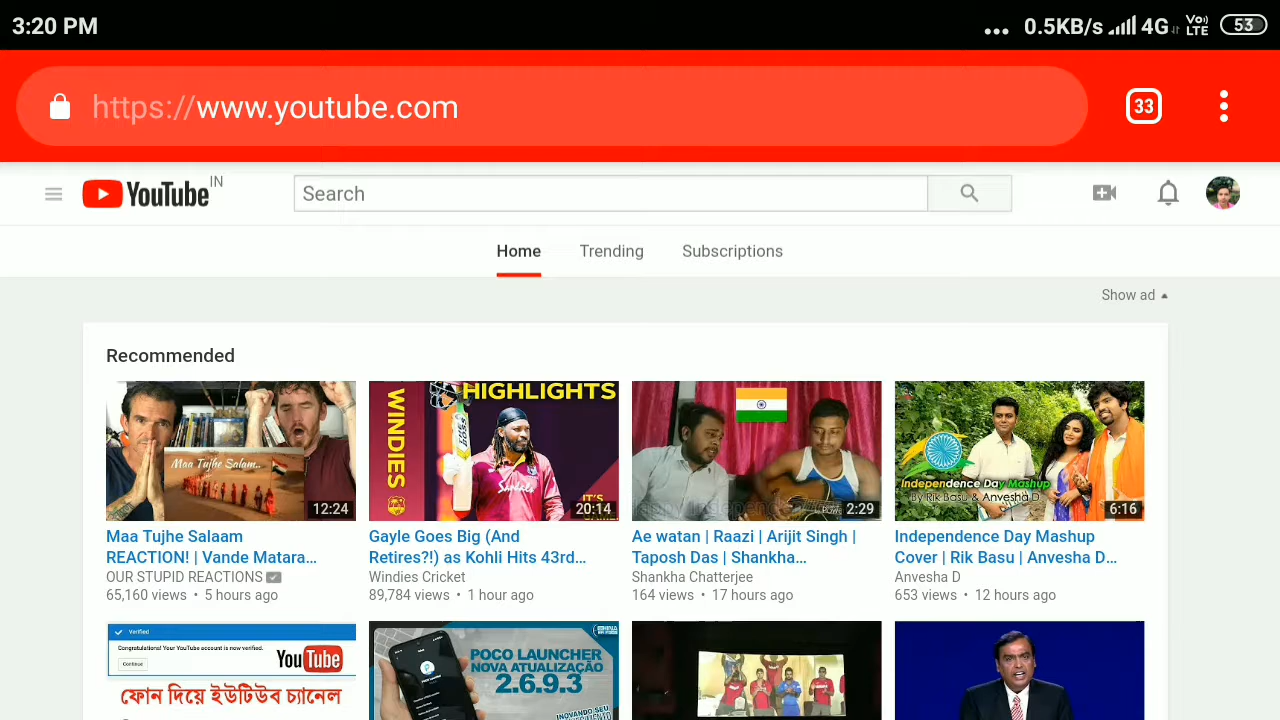 3:20 PM
... 0.5KB/s 4G Vo) LTE 53
https://www.youtube.com
33
YouTube IN
Search
Home Trending Subscriptions
Show ad
Recommended
Maa Tujhe Salam..
12:24
HIGHLIGHTS
WINDIES
IT'S
20:14
2:29
Independence Day Mashup
By Rik Basu & Anvesha D
6:16
Maa Tujhe Salaam
REACTION! | Vande Matara...
OUR STUPID REACTIONS
65,160 views • 5 hours ago
Gayle Goes Big (And
Retires?!) as Kohli Hits 43rd...
Windies Cricket
89,784 views • 1 hour ago
Ae watan | Raazi | Arijit Singh |
Taposh Das | Shankha...
Shankha Chatterjee
164 views • 17 hours ago
Independence Day Mashup
Cover | Rik Basu | Anvesha D...
Anvesha D
653 views • 12 hours ago
Verified
Congratulations! Your YouTube account is now verified.
Continue
YouTube
ফোন দিয়ে ইউটিউব চ্যানেল
POCO LAUNCHER
NOVA ATUALIZAÇÃO
2.6.9.3
INOVANDO SEU